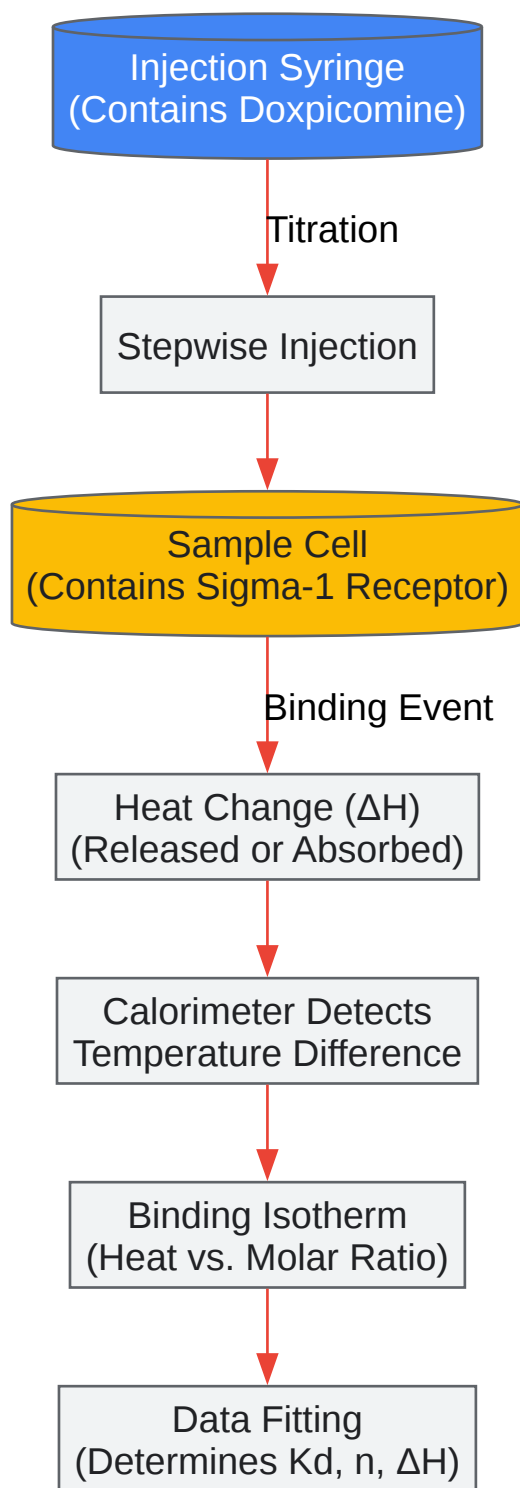 Injection Syringe
(Contains Doxpicomine)
Titration
Stepwise Injection
Sample Cell
(Contains Sigma-1 Receptor)
Binding Event
Heat Change (ΔH)
(Released or Absorbed)
Calorimeter Detects
Temperature Difference
Binding Isotherm
(Heat vs. Molar Ratio)
Data Fitting
(Determines Kd, n, ΔH)